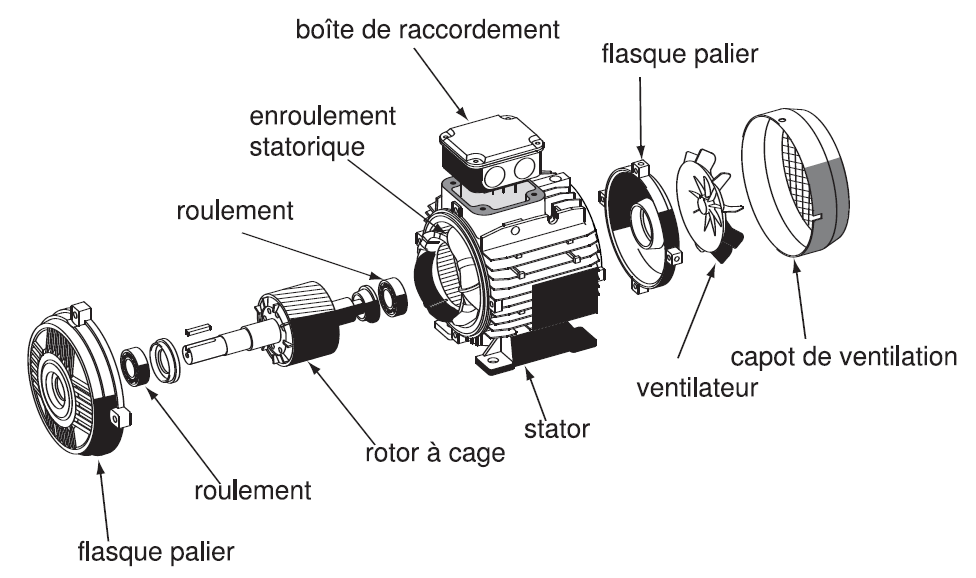 boîte de raccordement
flasque palier
enroulement
statorique
roulement
capot de ventilation
ventilateur
stator
rotor à cage
roulement
flasque palier